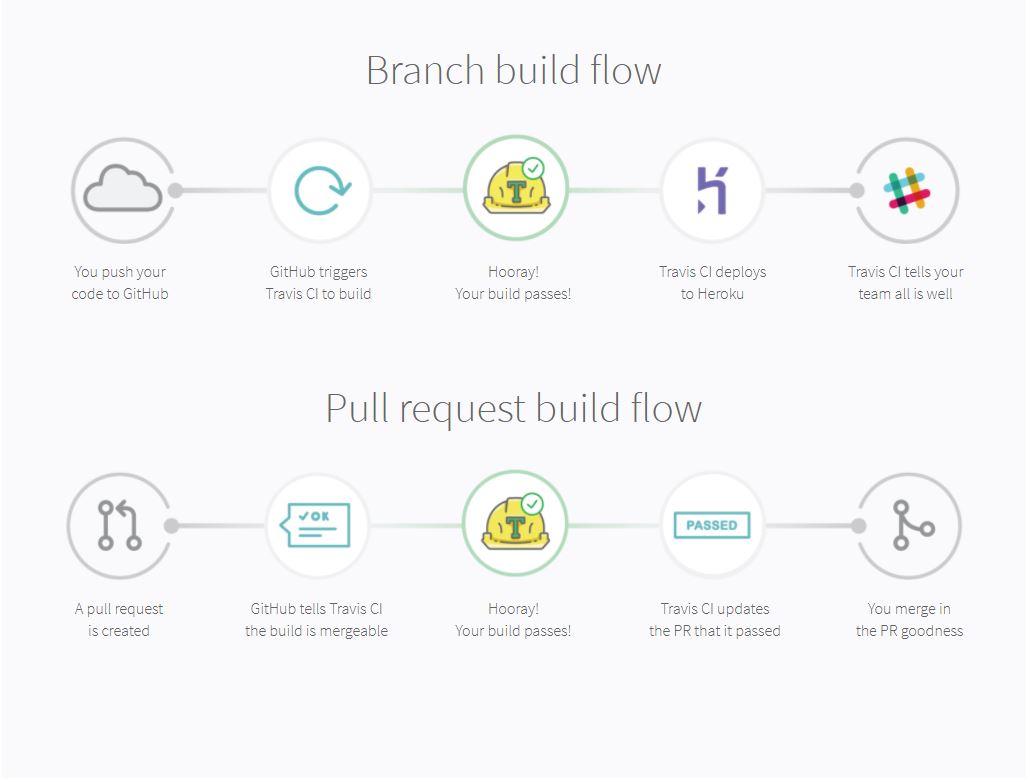 Branch build flow
T
You push your
code to GitHub
GitHub triggers
Travis CI to build
Hooray!
Your build passes!
Travis CI deploys
to Heroku
Travis CI tells your
team all is well
Pull request build flow
OK
T
PASSED
A pull request
is created
GitHub tells Travis CI
the build is mergeable
Hooray!
Your build passes!
Travis CI updates
the PR that it passed
You merge in
the PR goodness